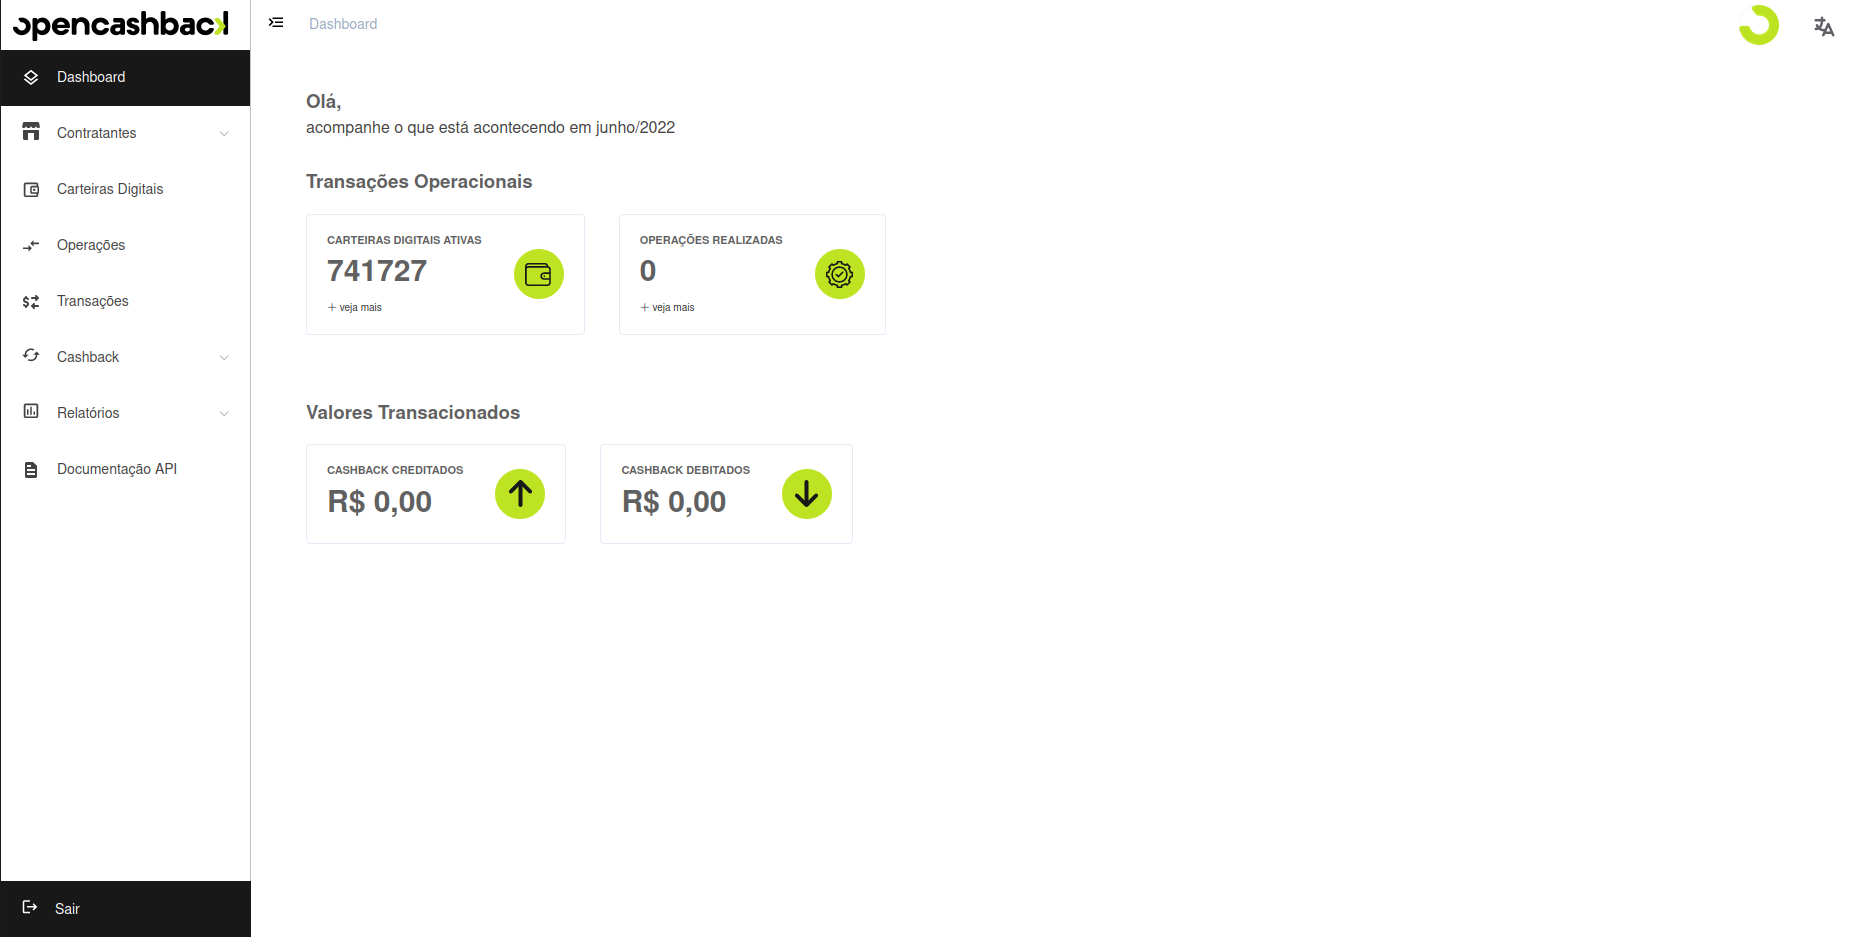 opencashback
Dashboard
Dashboard
Contratantes
Carteiras Digitais
Operações
Transações
Cashback
Relatórios
Documentação API
Sair
Olá,
acompanhe o que está acontecendo em junho/2022
Transações Operacionais
CARTEIRAS DIGITAIS ATIVAS
741727
+ veja mais
OPERAÇÕES REALIZADAS
0
+ veja mais
Valores Transacionados
CASHBACK CREDITADOS
R$ 0,00
CASHBACK DEBITADOS
R$ 0,00